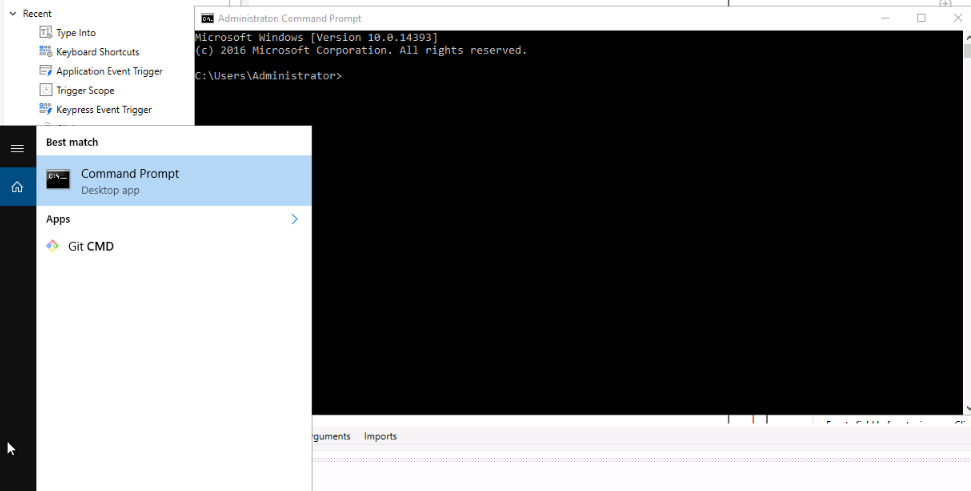 Recent
Type Into
Keyboard Shortcuts
Application Event Trigger
Trigger Scope
Keypress Event Trigger
Administrator: Command Prompt
Microsoft Windows [Version 10.0.14393]
(c) 2016 Microsoft Corporation. All rights reserved.
C:\Users\Administrator>
Best match
Command Prompt
Desktop app
Apps
Git CMD
Imports